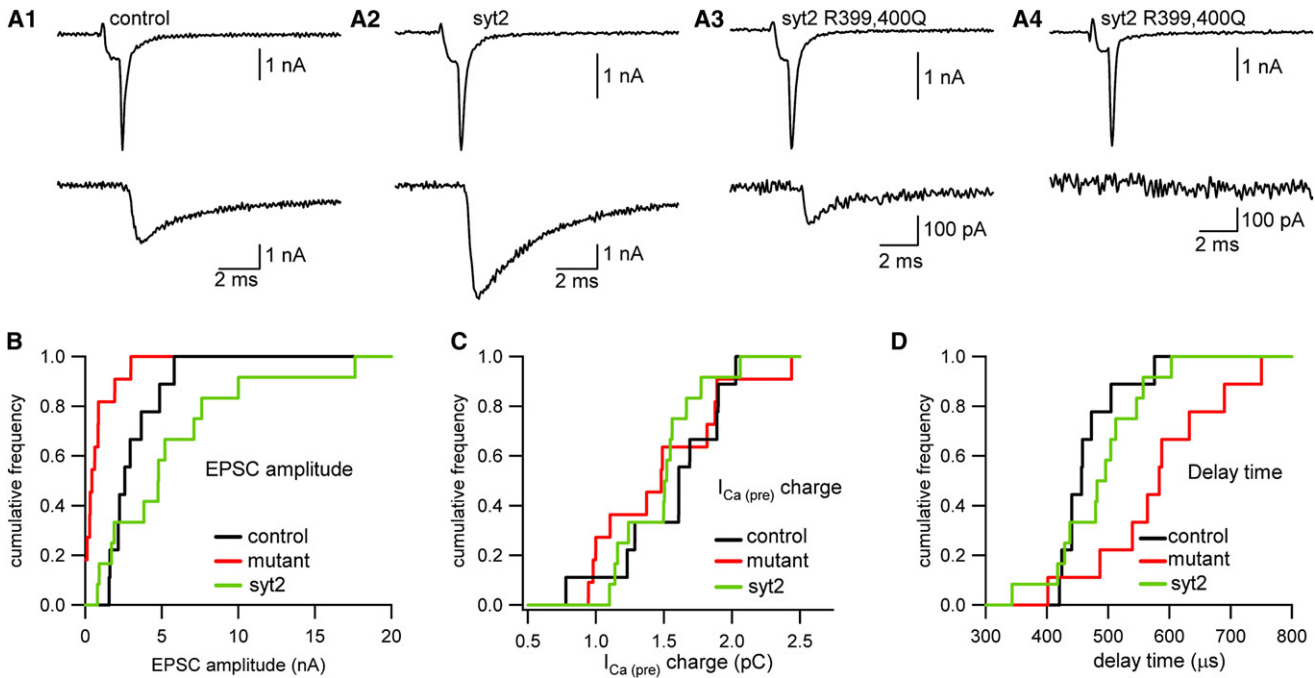 A1 control
1 nA
1 nA
2 ms
A2 syt2
1 nA
1 nA
2 ms
A3 syt2 R399,400Q
1 nA
100 pA
2 ms
A4 syt2 R399,400Q
1 nA
100 pA
2 ms
B
cumulative frequency
1.0
0.8
0.6
0.4
0.2
0.0
EPSC amplitude
control
mutant
syt2
0 5 10 15 20
EPSC amplitude (nA)
C
cumulative frequency
1.0
0.8
0.6
0.4
0.2
0.0
I Ca (pre) charge
control
mutant
syt2
0.5 1.0 1.5 2.0 2.5
I Ca (pre) charge (pC)
D
cumulative frequency
1.0
0.8
0.6
0.4
0.2
0.0
Delay time
control
mutant
syt2
300 400 500 600 700 800
delay time (μs)